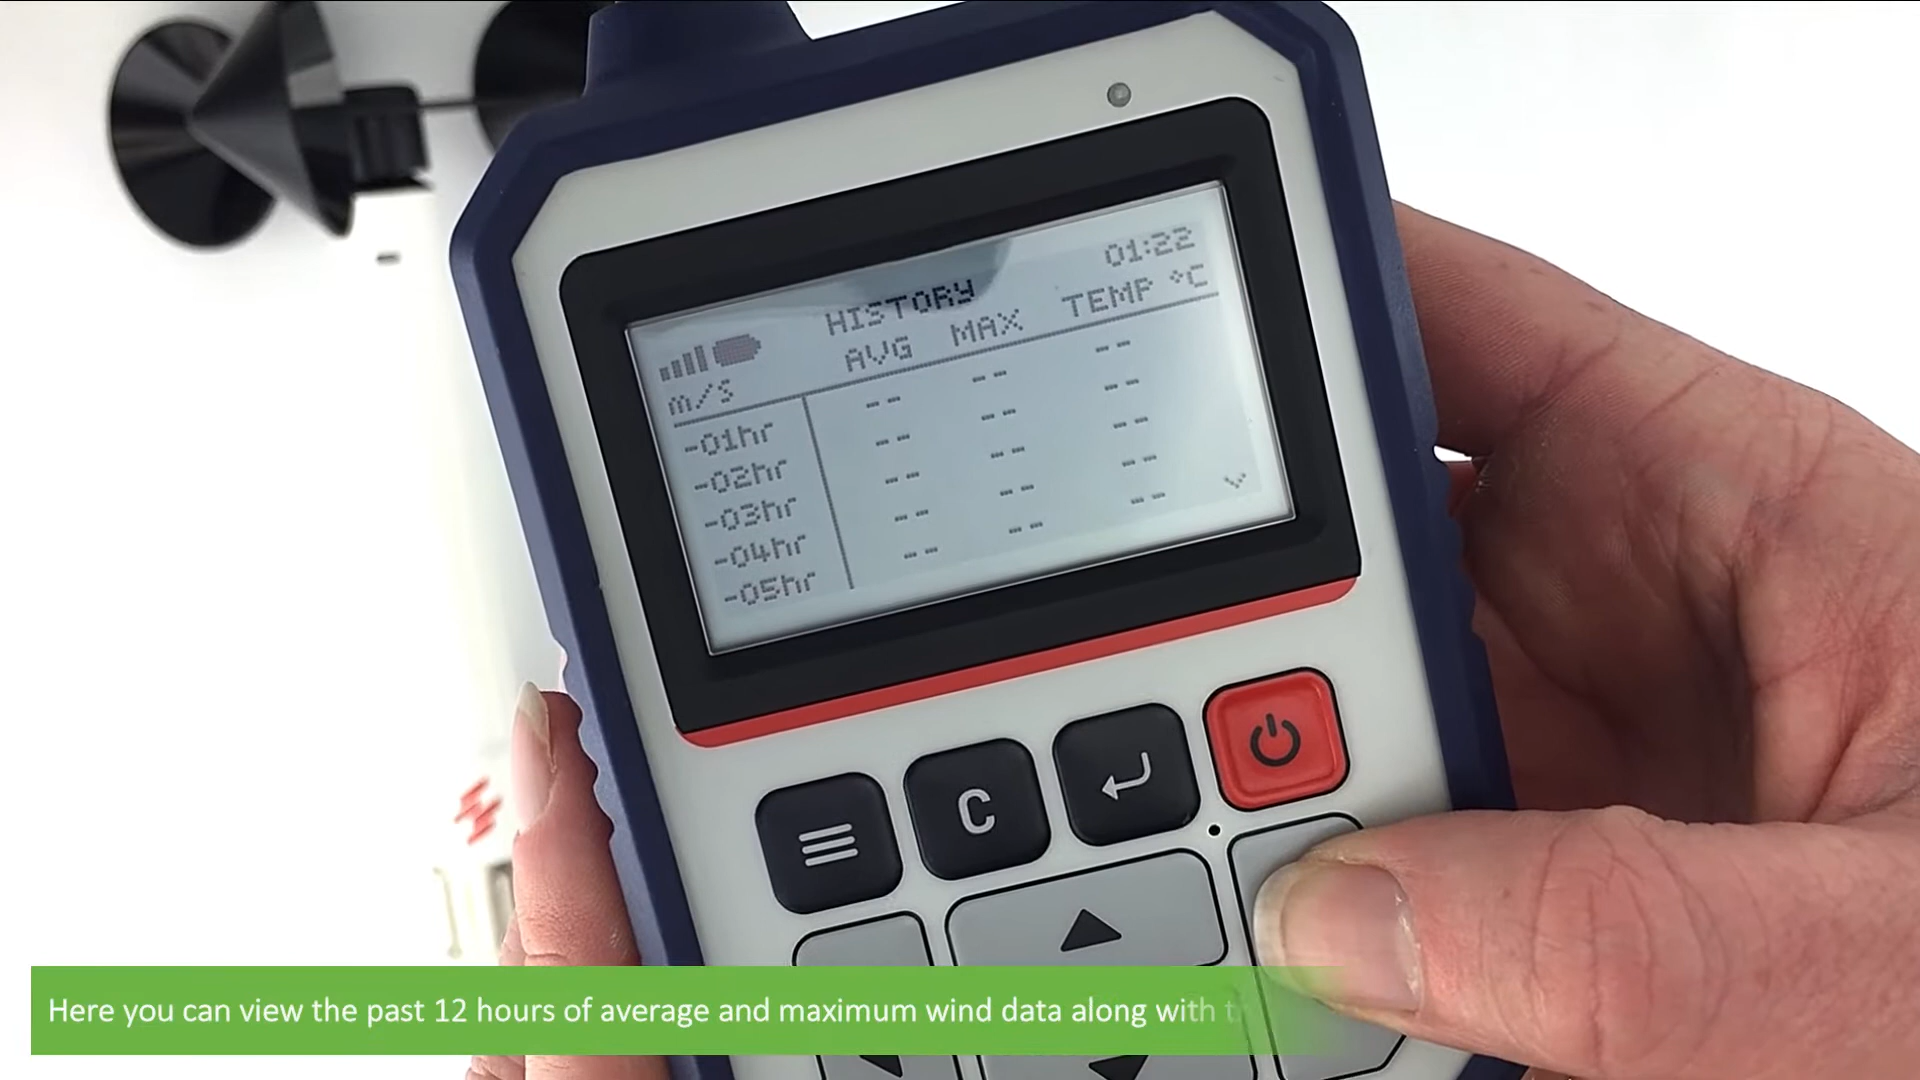 01:22
HISTORY
m/s AVG MAX TEMP °C
-01hr -- -- --
-02hr -- -- --
-03hr -- -- --
-04hr -- -- --
-05hr -- -- --
C
Here you can view the past 12 hours of average and maximum wind data along with